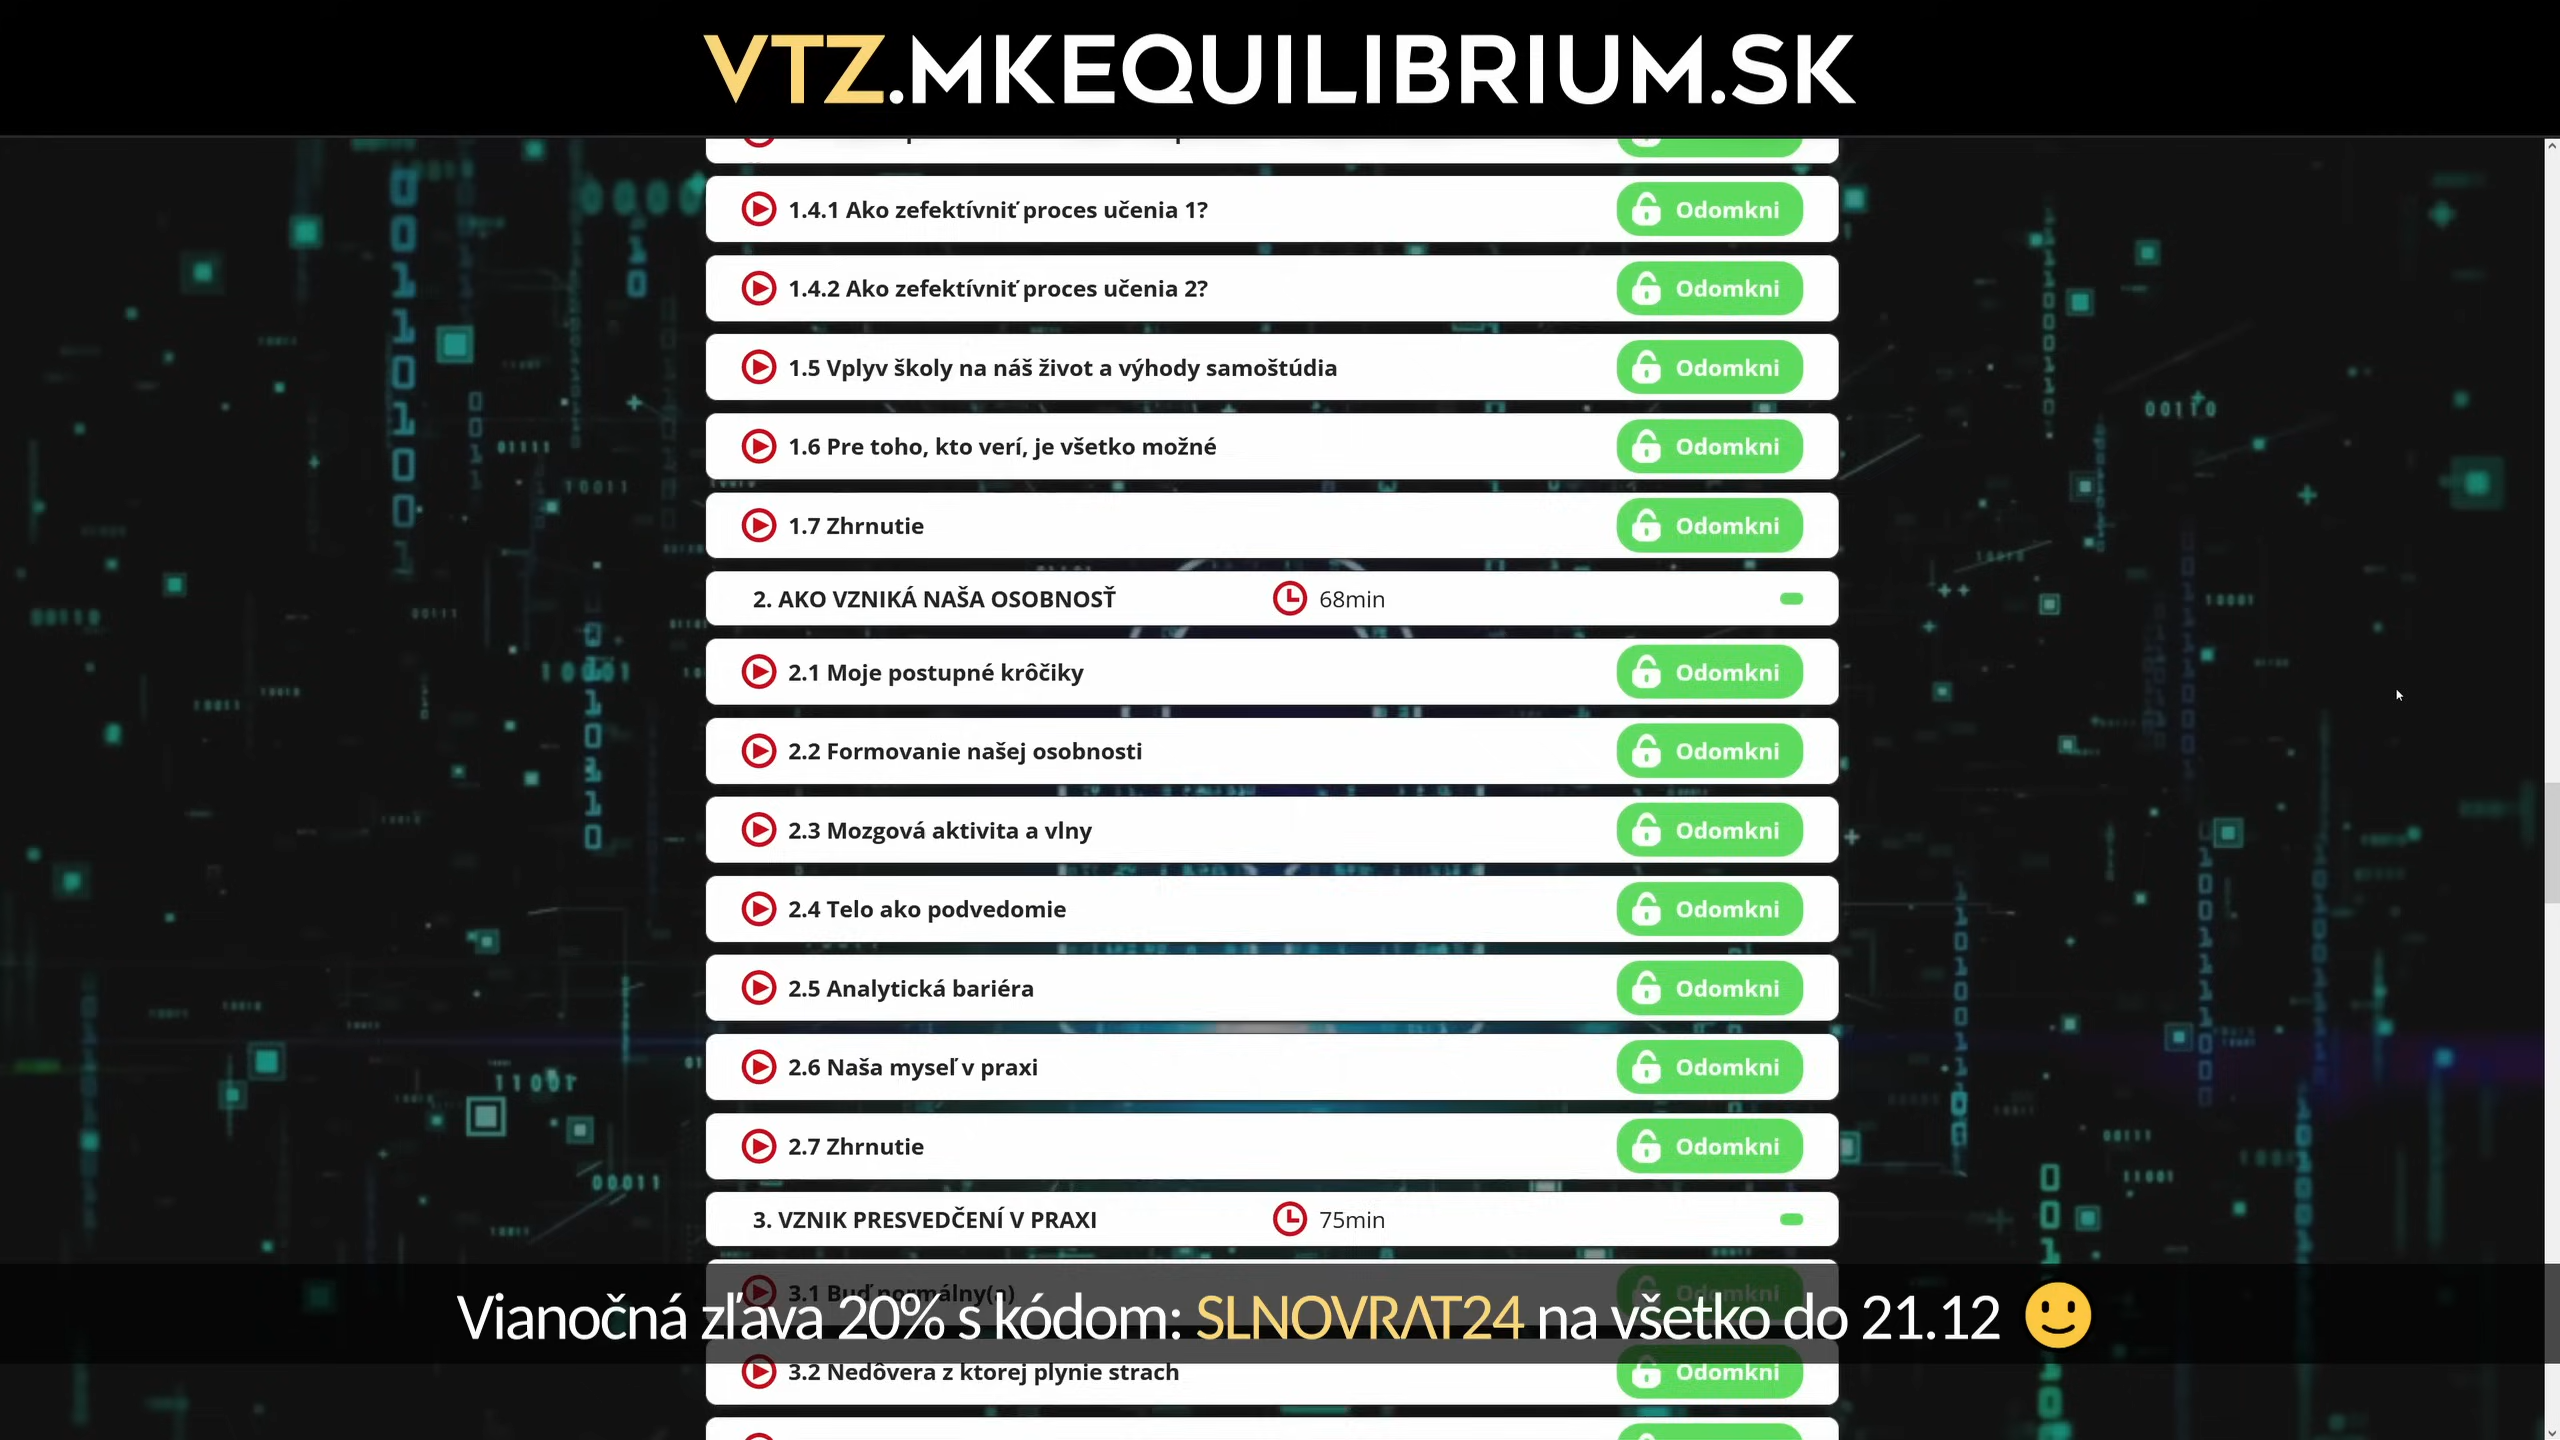 VTZ.MKEQUILIBRIUM.SK
1.4.1 Ako zefektívniť proces učenia 1? Odomkni
1.4.2 Ako zefektívniť proces učenia 2? Odomkni
1.5 Vplyv školy na náš život a výhody samoštúdia Odomkni
1.6 Pre toho, kto verí, je všetko možné Odomkni
1.7 Zhrnutie Odomkni
2. AKO VZNIKÁ NAŠA OSOBNOSŤ 68min
2.1 Moje postupné krôčiky Odomkni
2.2 Formovanie našej osobnosti Odomkni
2.3 Mozgová aktivita a vlny Odomkni
2.4 Telo ako podvedomie Odomkni
2.5 Analytická bariéra Odomkni
2.6 Naša myseľ v praxi Odomkni
2.7 Zhrnutie Odomkni
3. VZNIK PRESVEDČENÍ V PRAXI 75min
3.1 Buď normálny(a) Odomkni
Vianočná zľava 20% s kódom: SLNOVRAT24 na všetko do 21.12
3.2 Nedôvera z ktorej plynie strach Odomkni